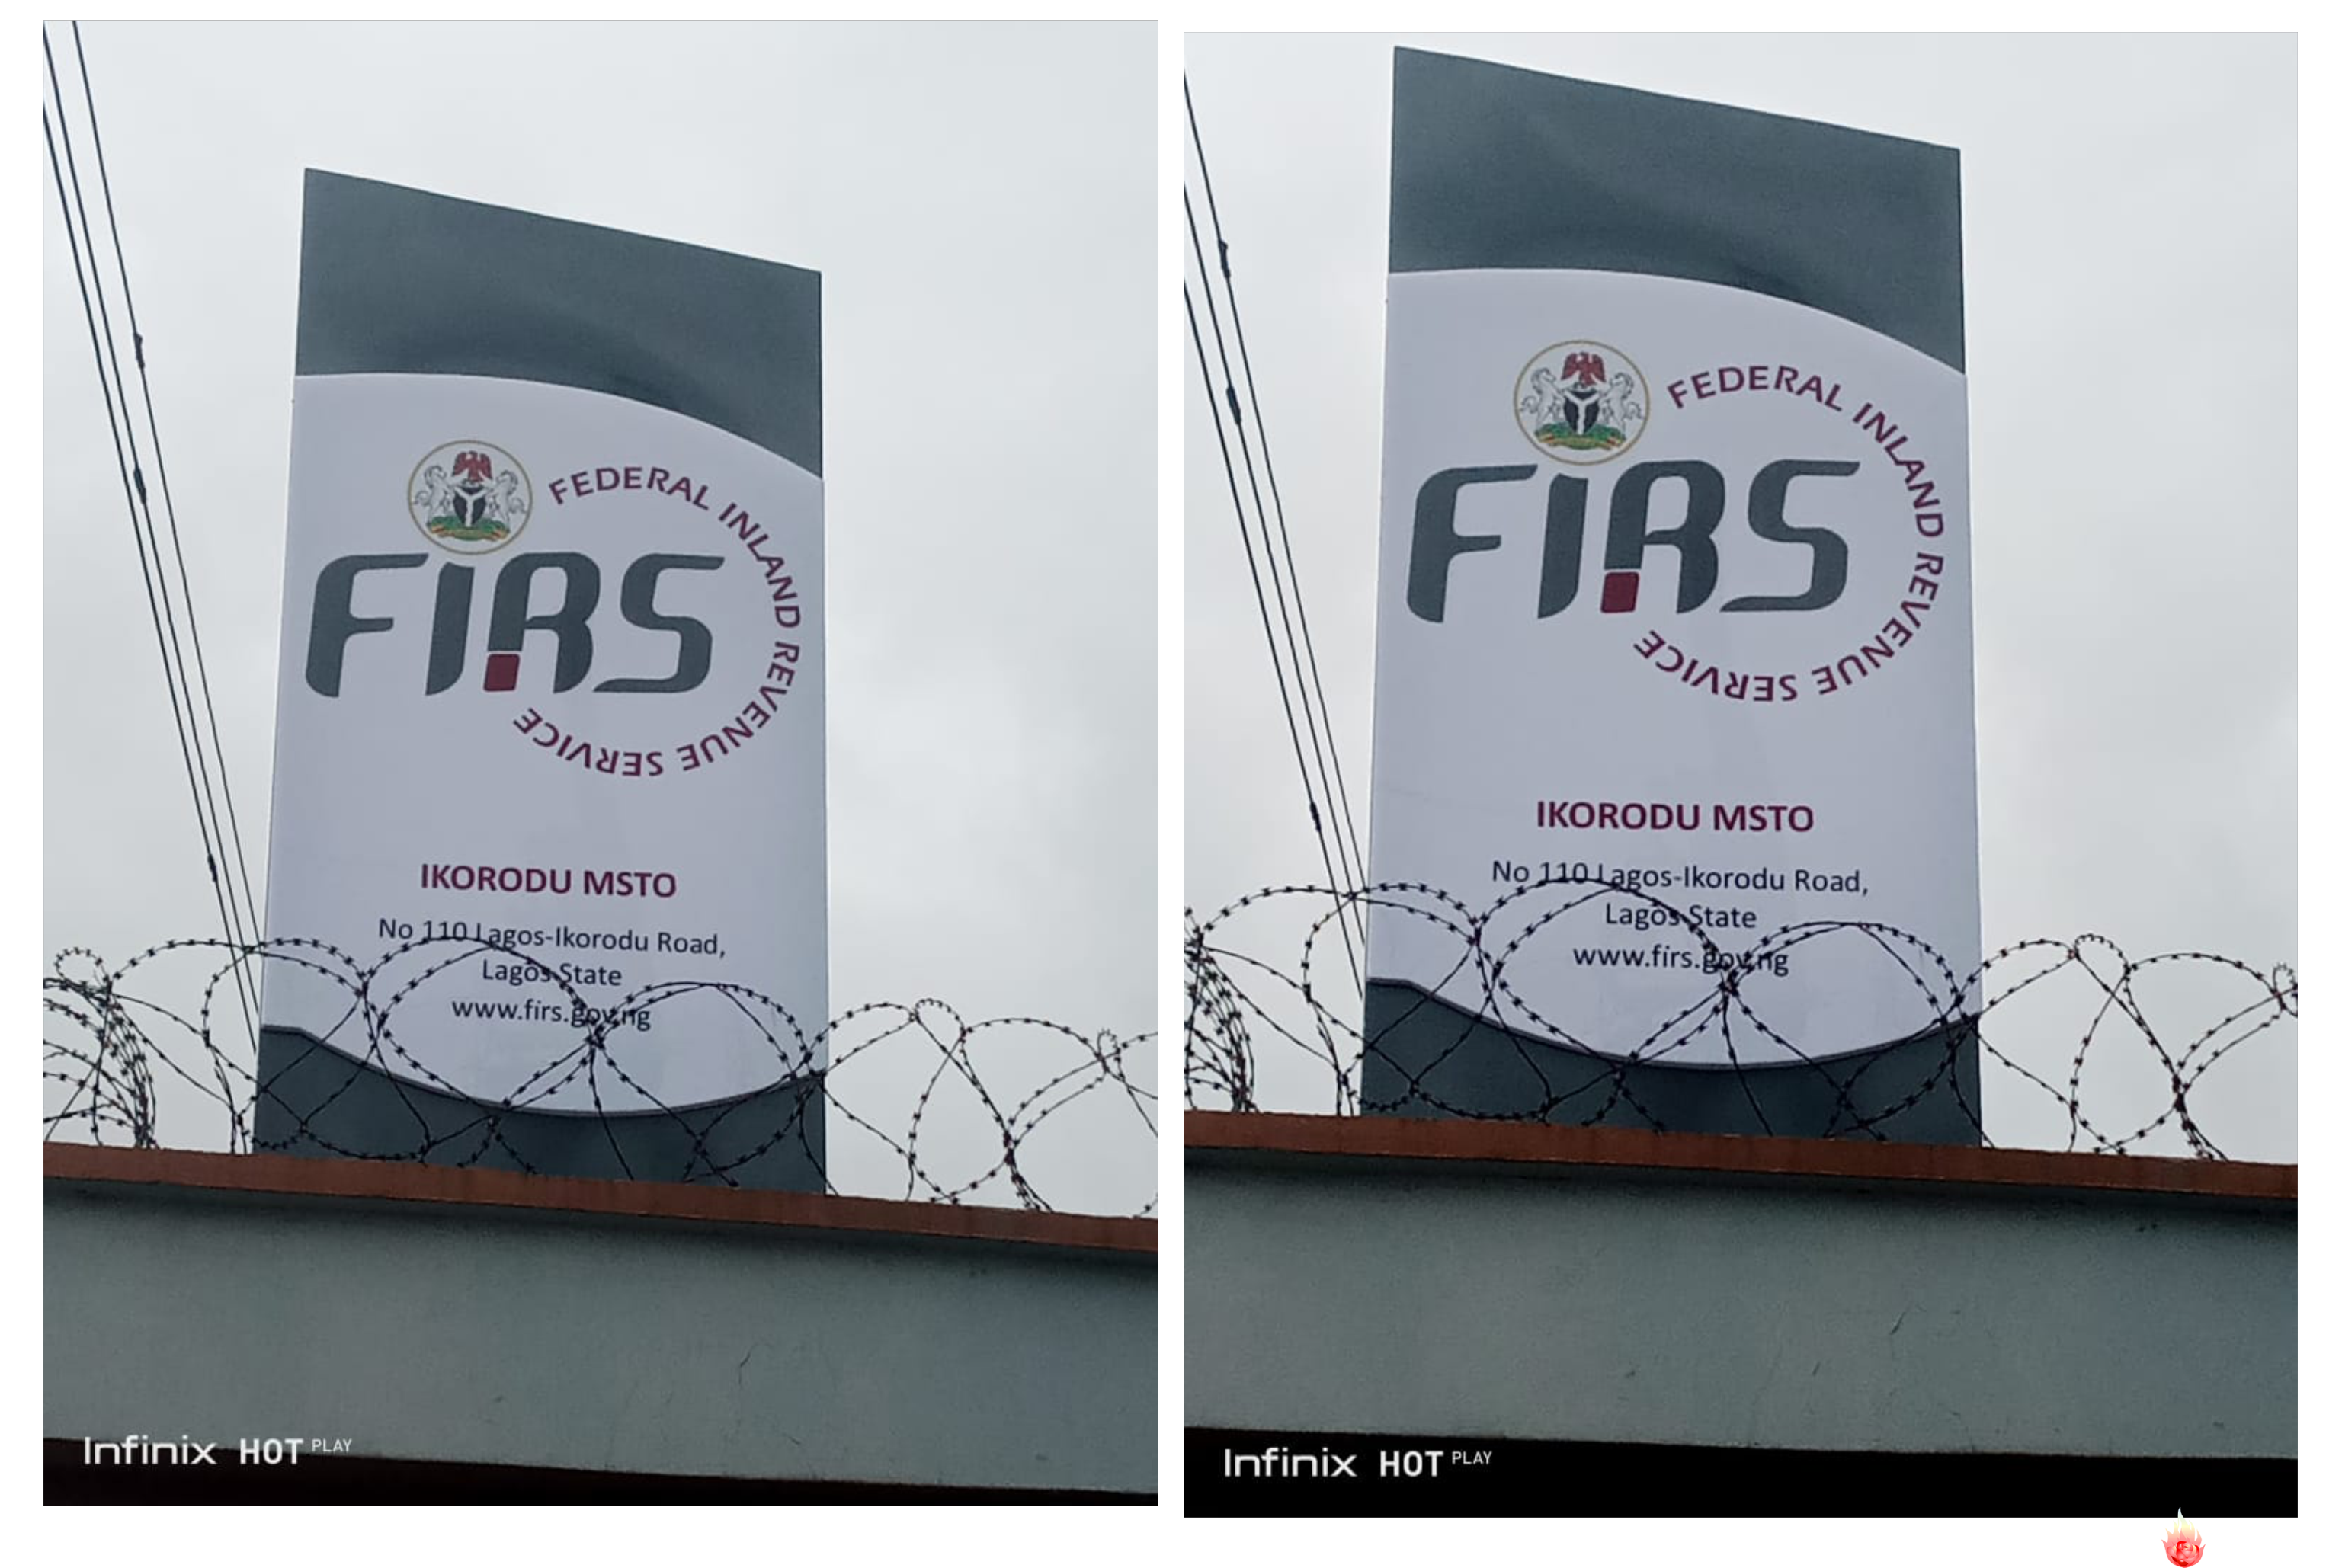 FEDERAL INLAND REVENUE SERVICE
FIRS
IKORODU MSTO
No 110 Lagos-Ikorodu Road,
Lagos State
www.firs.gov.ng
Infinix HOT PLAY
FEDERAL INLAND REVENUE SERVICE
FIRS
IKORODU MSTO
No 110 Lagos-Ikorodu Road,
Lagos State
www.firs.gov.ng
Infinix HOT PLAY